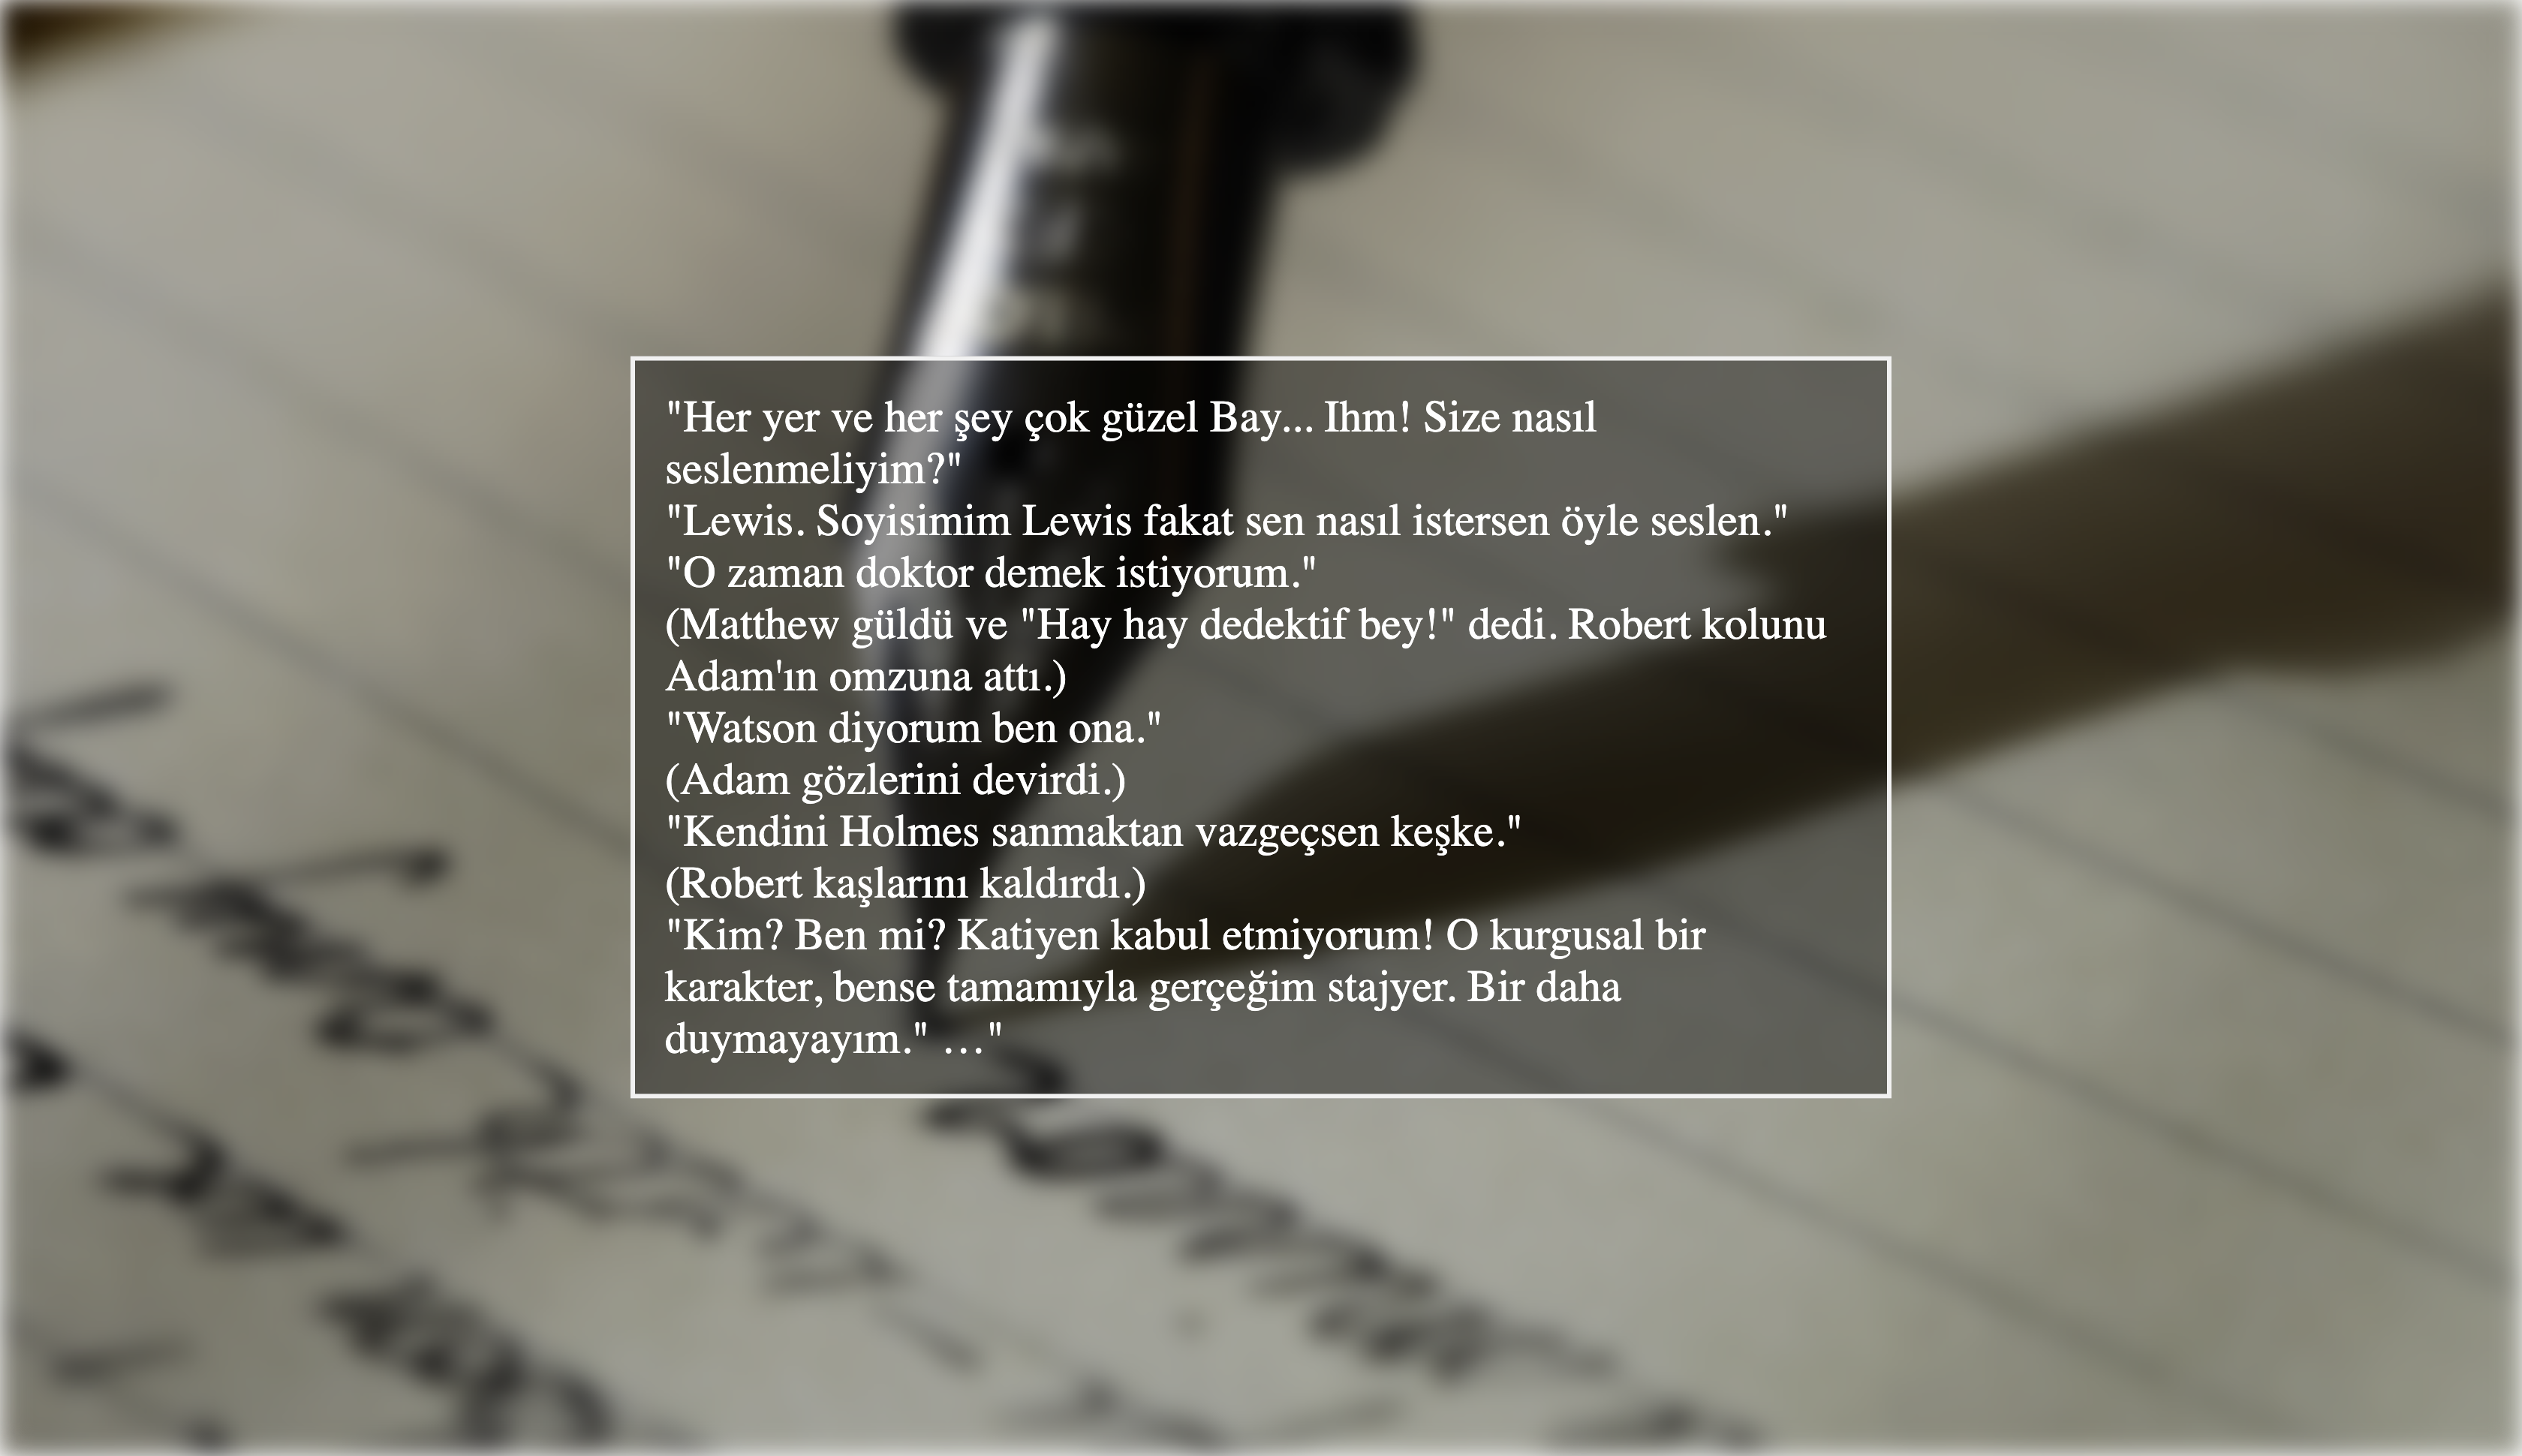 "Her yer ve her şey çok güzel Bay... Ihm! Size nasıl
seslenmeliyim?"
"Lewis. Soyisimim Lewis fakat sen nasıl istersen öyle seslen."
"O zaman doktor demek istiyorum."
(Matthew güldü ve "Hay hay dedektif bey!" dedi. Robert kolunu
Adam'ın omzuna attı.)
"Watson diyorum ben ona."
(Adam gözlerini devirdi.)
"Kendini Holmes sanmaktan vazgeçsen keşke."
(Robert kaşlarını kaldırdı.)
"Kim? Ben mi? Katiyen kabul etmiyorum! O kurgusal bir
karakter, bense tamamıyla gerçeğim stajyer. Bir daha
duymayayım." …"